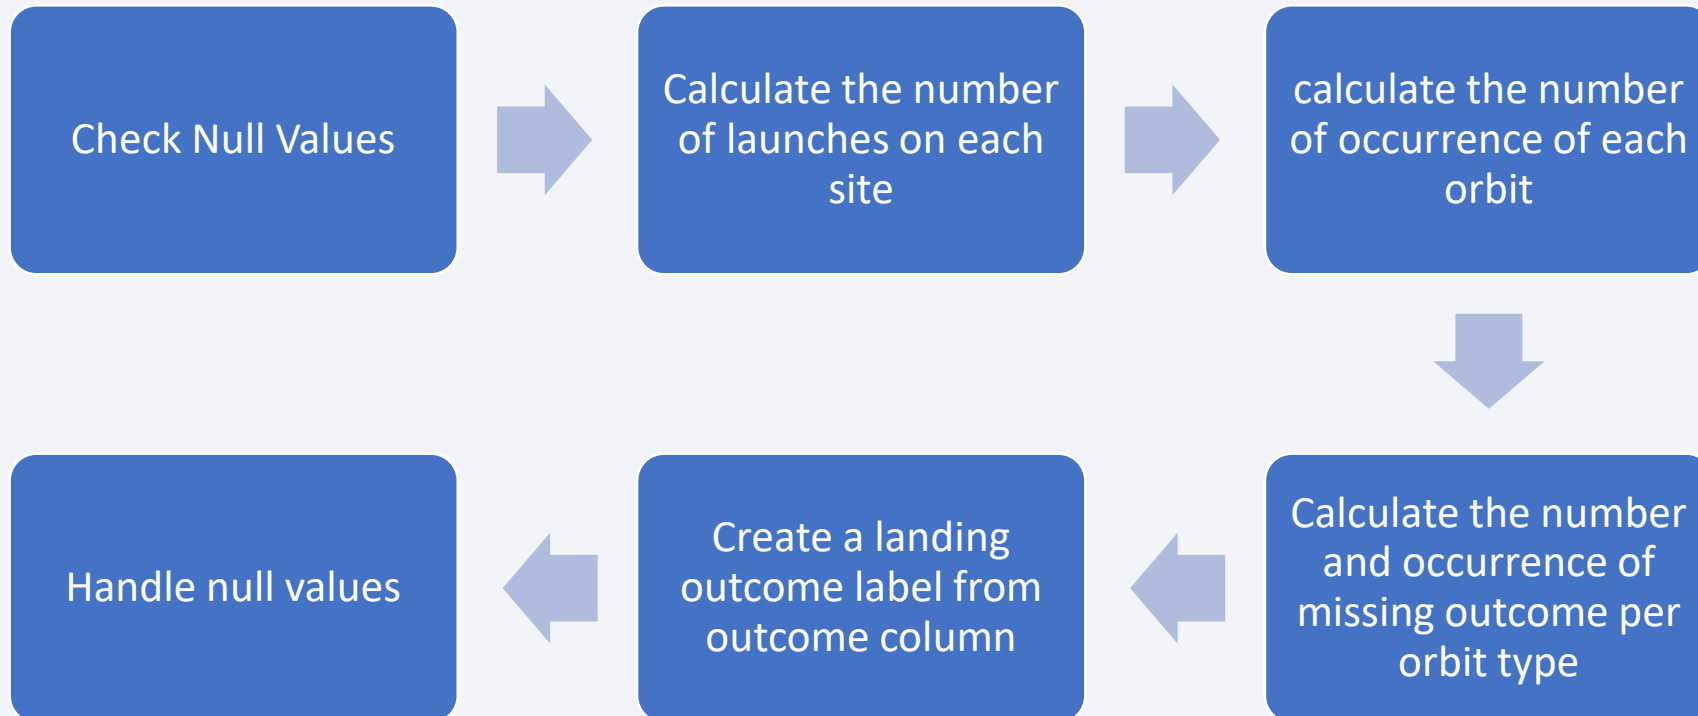 Check Null Values
Calculate the number
of launches on each
site
calculate the number
of occurrence of each
orbit
Calculate the number
and occurrence of
missing outcome per
orbit type
Create a landing
outcome label from
outcome column
Handle null values